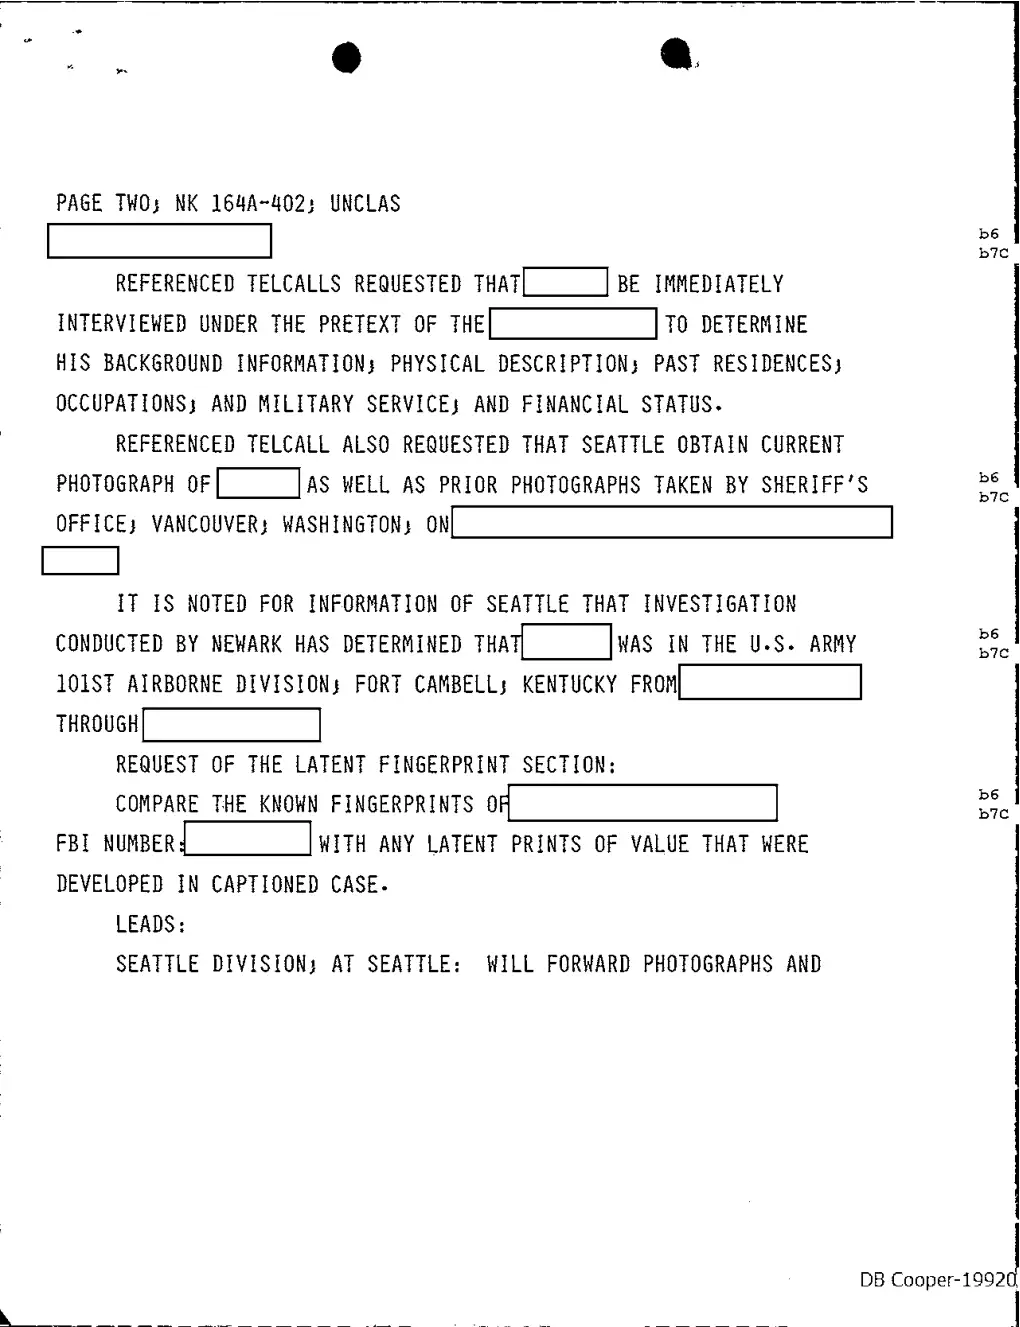 PAGE TWO; NK 164A-402; UNCLAS
b6
b7C
REFERENCED TELCALLS REQUESTED THAT BE IMMEDIATELY
INTERVIEWED UNDER THE PRETEXT OF THE TO DETERMINE
HIS BACKGROUND INFORMATION; PHYSICAL DESCRIPTION; PAST RESIDENCES;
OCCUPATIONS; AND MILITARY SERVICE; AND FINANCIAL STATUS.
REFERENCED TELCALL ALSO REQUESTED THAT SEATTLE OBTAIN CURRENT
PHOTOGRAPH OF AS WELL AS PRIOR PHOTOGRAPHS TAKEN BY SHERIFF'S
b6
b7C
OFFICE; VANCOUVER; WASHINGTON; ON
IT IS NOTED FOR INFORMATION OF SEATTLE THAT INVESTIGATION
CONDUCTED BY NEWARK HAS DETERMINED THAT WAS IN THE U.S. ARMY
b6
b7C
101ST AIRBORNE DIVISION; FORT CAMBELL; KENTUCKY FROM
THROUGH
REQUEST OF THE LATENT FINGERPRINT SECTION:
COMPARE THE KNOWN FINGERPRINTS OF
b6
b7C
FBI NUMBER: WITH ANY LATENT PRINTS OF VALUE THAT WERE
DEVELOPED IN CAPTIONED CASE.
LEADS:
SEATTLE DIVISION; AT SEATTLE: WILL FORWARD PHOTOGRAPHS AND
DB Cooper-19920